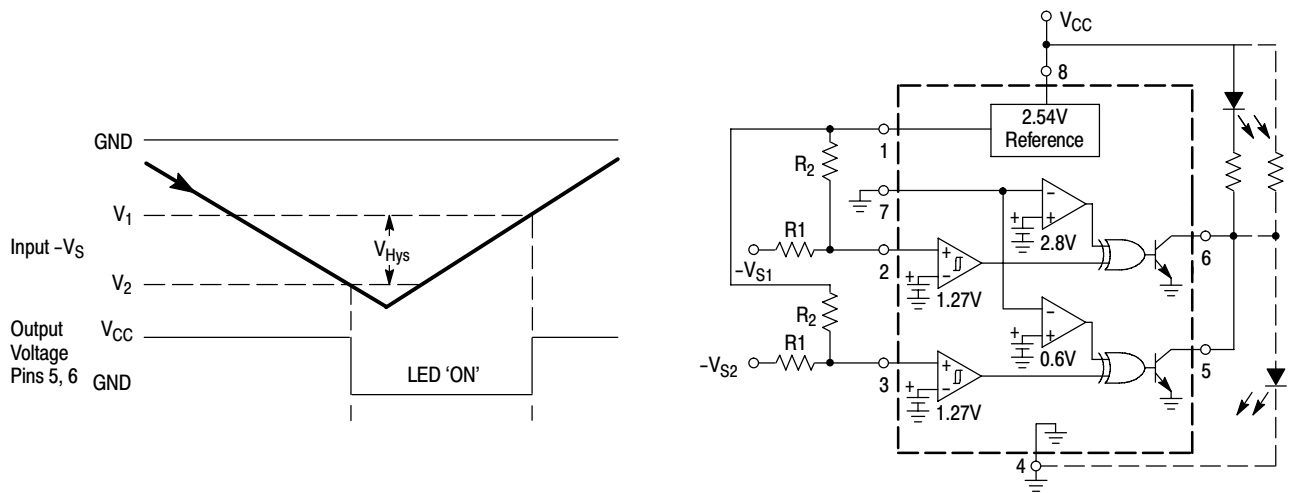 GND
V1
Input –VS
VHys
V2
Output
Voltage
Pins 5, 6
VCC
GND
LED ‘ON’
VCC
8
2.54V
Reference
1
R2
7
–
+
2.8V
6
R1
–VS1
2
+
–
1.27V
+
+
R2
–
+
0.6V
+
5
R1
–VS2
3
+
–
1.27V
+
4